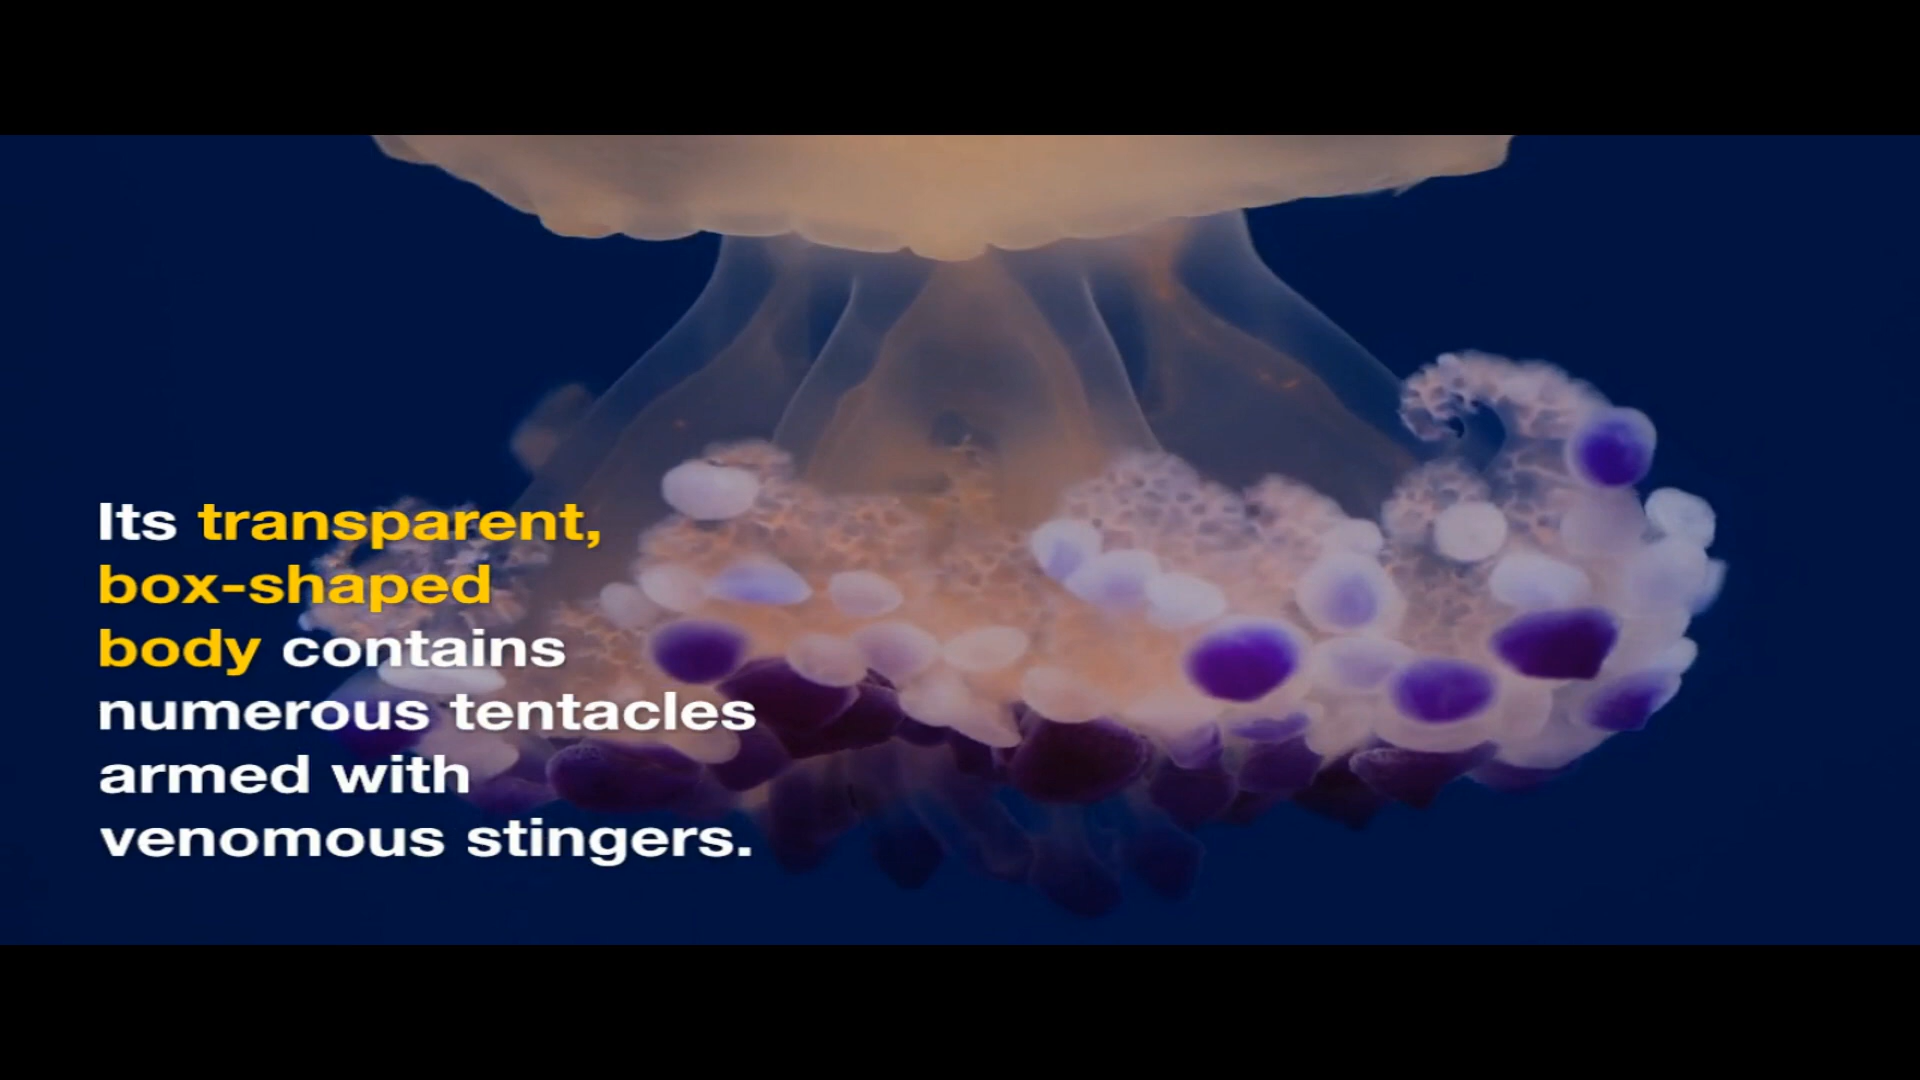 Its transparent,
box-shaped
body contains
numerous tentacles
armed with
venomous stingers.